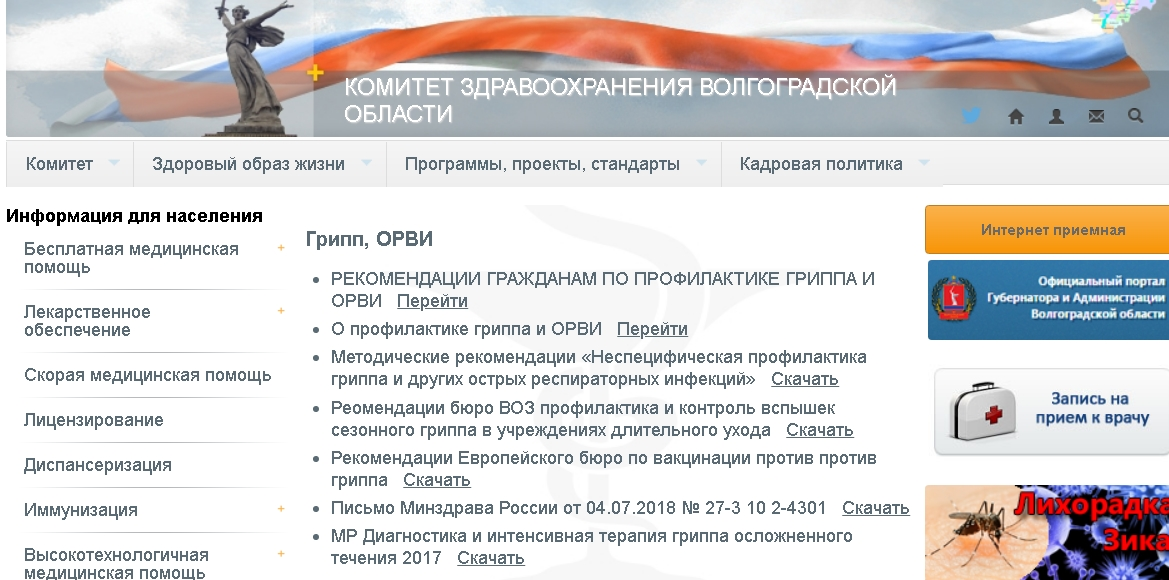 КОМИТЕТ ЗДРАВООХРАНЕНИЯ ВОЛГОГРАДСКОЙ
ОБЛАСТИ
Комитет
Здоровый образ жизни
Программы, проекты, стандарты
Кадровая политика
Информация для населения
Бесплатная медицинская
помощь
Лекарственное
обеспечение
Скорая медицинская помощь
Лицензирование
Диспансеризация
Иммунизация
Высокотехнологичная
медицинская помощь
Грипп, ОРВИ
РЕКОМЕНДАЦИИ ГРАЖДАНАМ ПО ПРОФИЛАКТИКЕ ГРИППА И
ОРВИ Перейти
О профилактике гриппа и ОРВИ Перейти
Методические рекомендации «Неспецифическая профилактика
гриппа и других острых респираторных инфекций» Скачать
Реомендации бюро ВОЗ профилактика и контроль вспышек
сезонного гриппа в учреждениях длительного ухода Скачать
Рекомендации Европейского бюро по вакцинации против против
гриппа Скачать
Письмо Минздрава России от 04.07.2018 № 27-3 10 2-4301 Скачать
МР Диагностика и интенсивная терапия гриппа осложненного
течения 2017 Скачать
Интернет приемная
Официальный портал
Губернатора и Администрации
Волгоградской области
Запись на
прием к врачу
Лихорадка
Зика